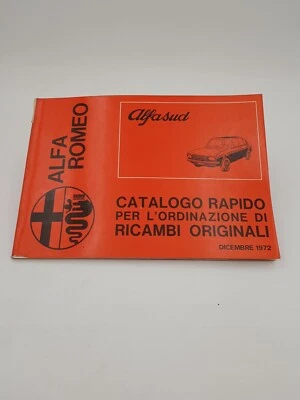 ALFA
ROMEO
Alfasud
CATALOGO RAPIDO
PER L'ORDINAZIONE DI
RICAMBI ORIGINALI
DICEMBRE 1972